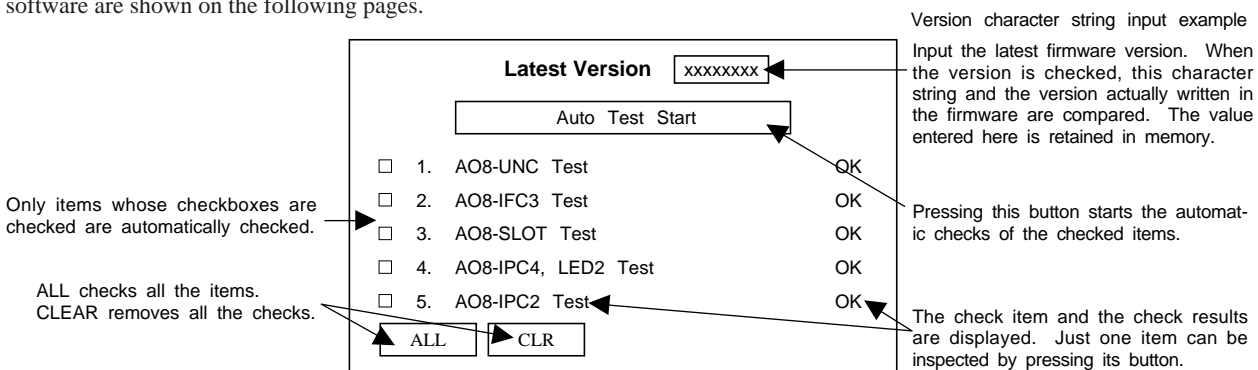 software are shown on the following pages.
Version character string input example
Input the latest firmware version. When
the version is checked, this character
string and the version actually written in
the firmware are compared. The value
entered here is retained in memory.
Latest Version xxxxxxxx
Auto Test Start
□ 1. AO8-UNC Test OK
□ 2. AO8-IFC3 Test OK
□ 3. AO8-SLOT Test OK
□ 4. AO8-IPC4, LED2 Test OK
□ 5. AO8-IPC2 Test OK
ALL CLR
Only items whose checkboxes are
checked are automatically checked.
ALL checks all the items.
CLEAR removes all the checks.
Pressing this button starts the automat-
ic checks of the checked items.
The check item and the check results
are displayed. Just one item can be
inspected by pressing its button.